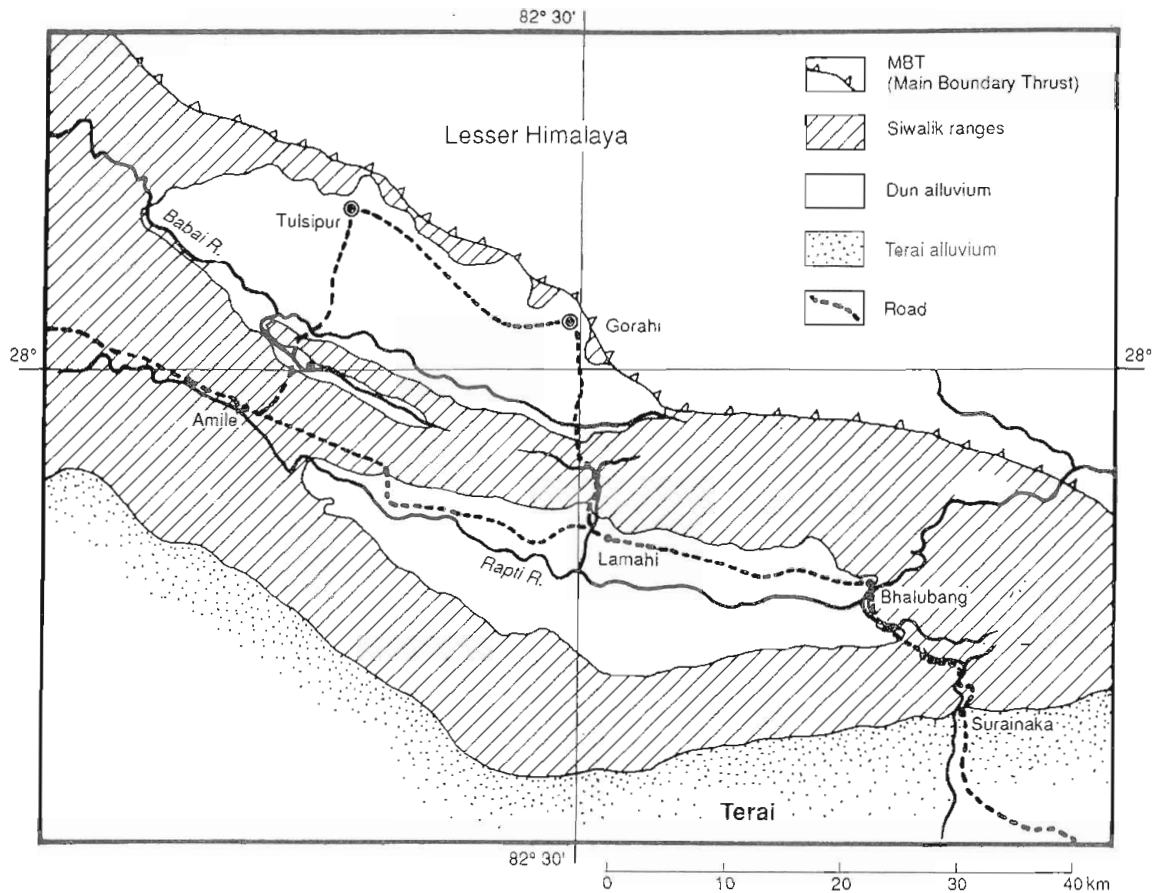 82° 30'
MBT
(Main Boundary Thrust)
Lesser Himalaya
Siwalik ranges
Dun alluvium
Tulsipur
Babai R.
Terai alluvium
Road
Gorahi
28°
28°
Amile
Lamahi
Rapti R.
Bhalubang
Surainaka
Terai
82° 30'
0 10 20 30 40 km